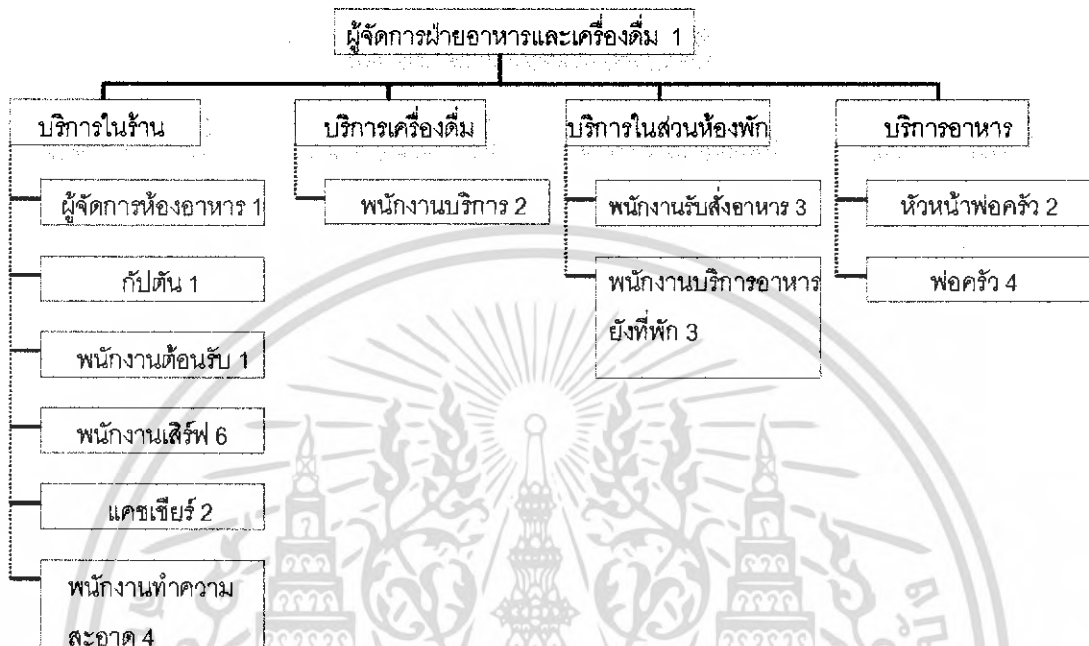 ผู้จัดการฝ่ายอาหารและเครื่องดื่ม 1
บริการในร้าน
บริการเครื่องดื่ม
บริการในส่วนห้องพัก
บริการอาหาร
ผู้จัดการห้องอาหาร 1
กัปตัน 1
พนักงานต้อนรับ 1
พนักงานเสิร์ฟ 6
แคชเชียร์ 2
พนักงานทำความ
สะอาด 4
พนักงานบริการ 2
พนักงานรับสั่งอาหาร 3
พนักงานบริการอาหาร
ยังที่พัก 3
หัวหน้าพ่อครัว 2
พ่อครัว 4